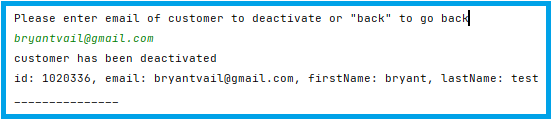 Please enter email of customer to deactivate or "back" to go back
bryantvail@gmail.com
customer has been deactivated
id: 1020336, email: bryantvail@gmail.com, firstName: bryant, lastName: test
_______________